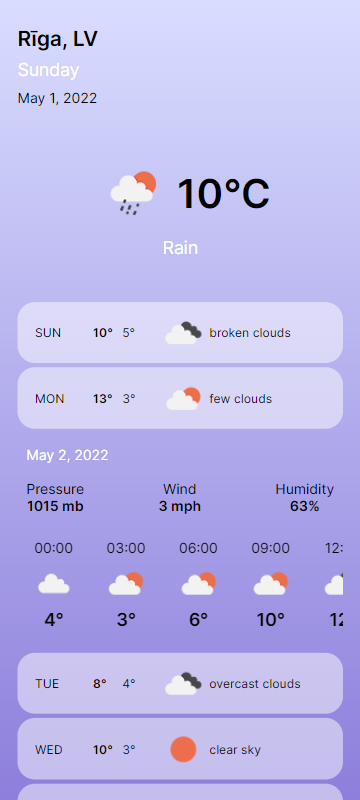 Rīga, LV
Sunday
May 1, 2022
10°C
Rain
SUN 10° 5° broken clouds
MON 13° 3° few clouds
May 2, 2022
Pressure Wind Humidity
1015 mb 3 mph 63%
00:00 03:00 06:00 09:00 12:
4° 3° 6° 10° 12
TUE 8° 4° overcast clouds
WED 10° 3° clear sky